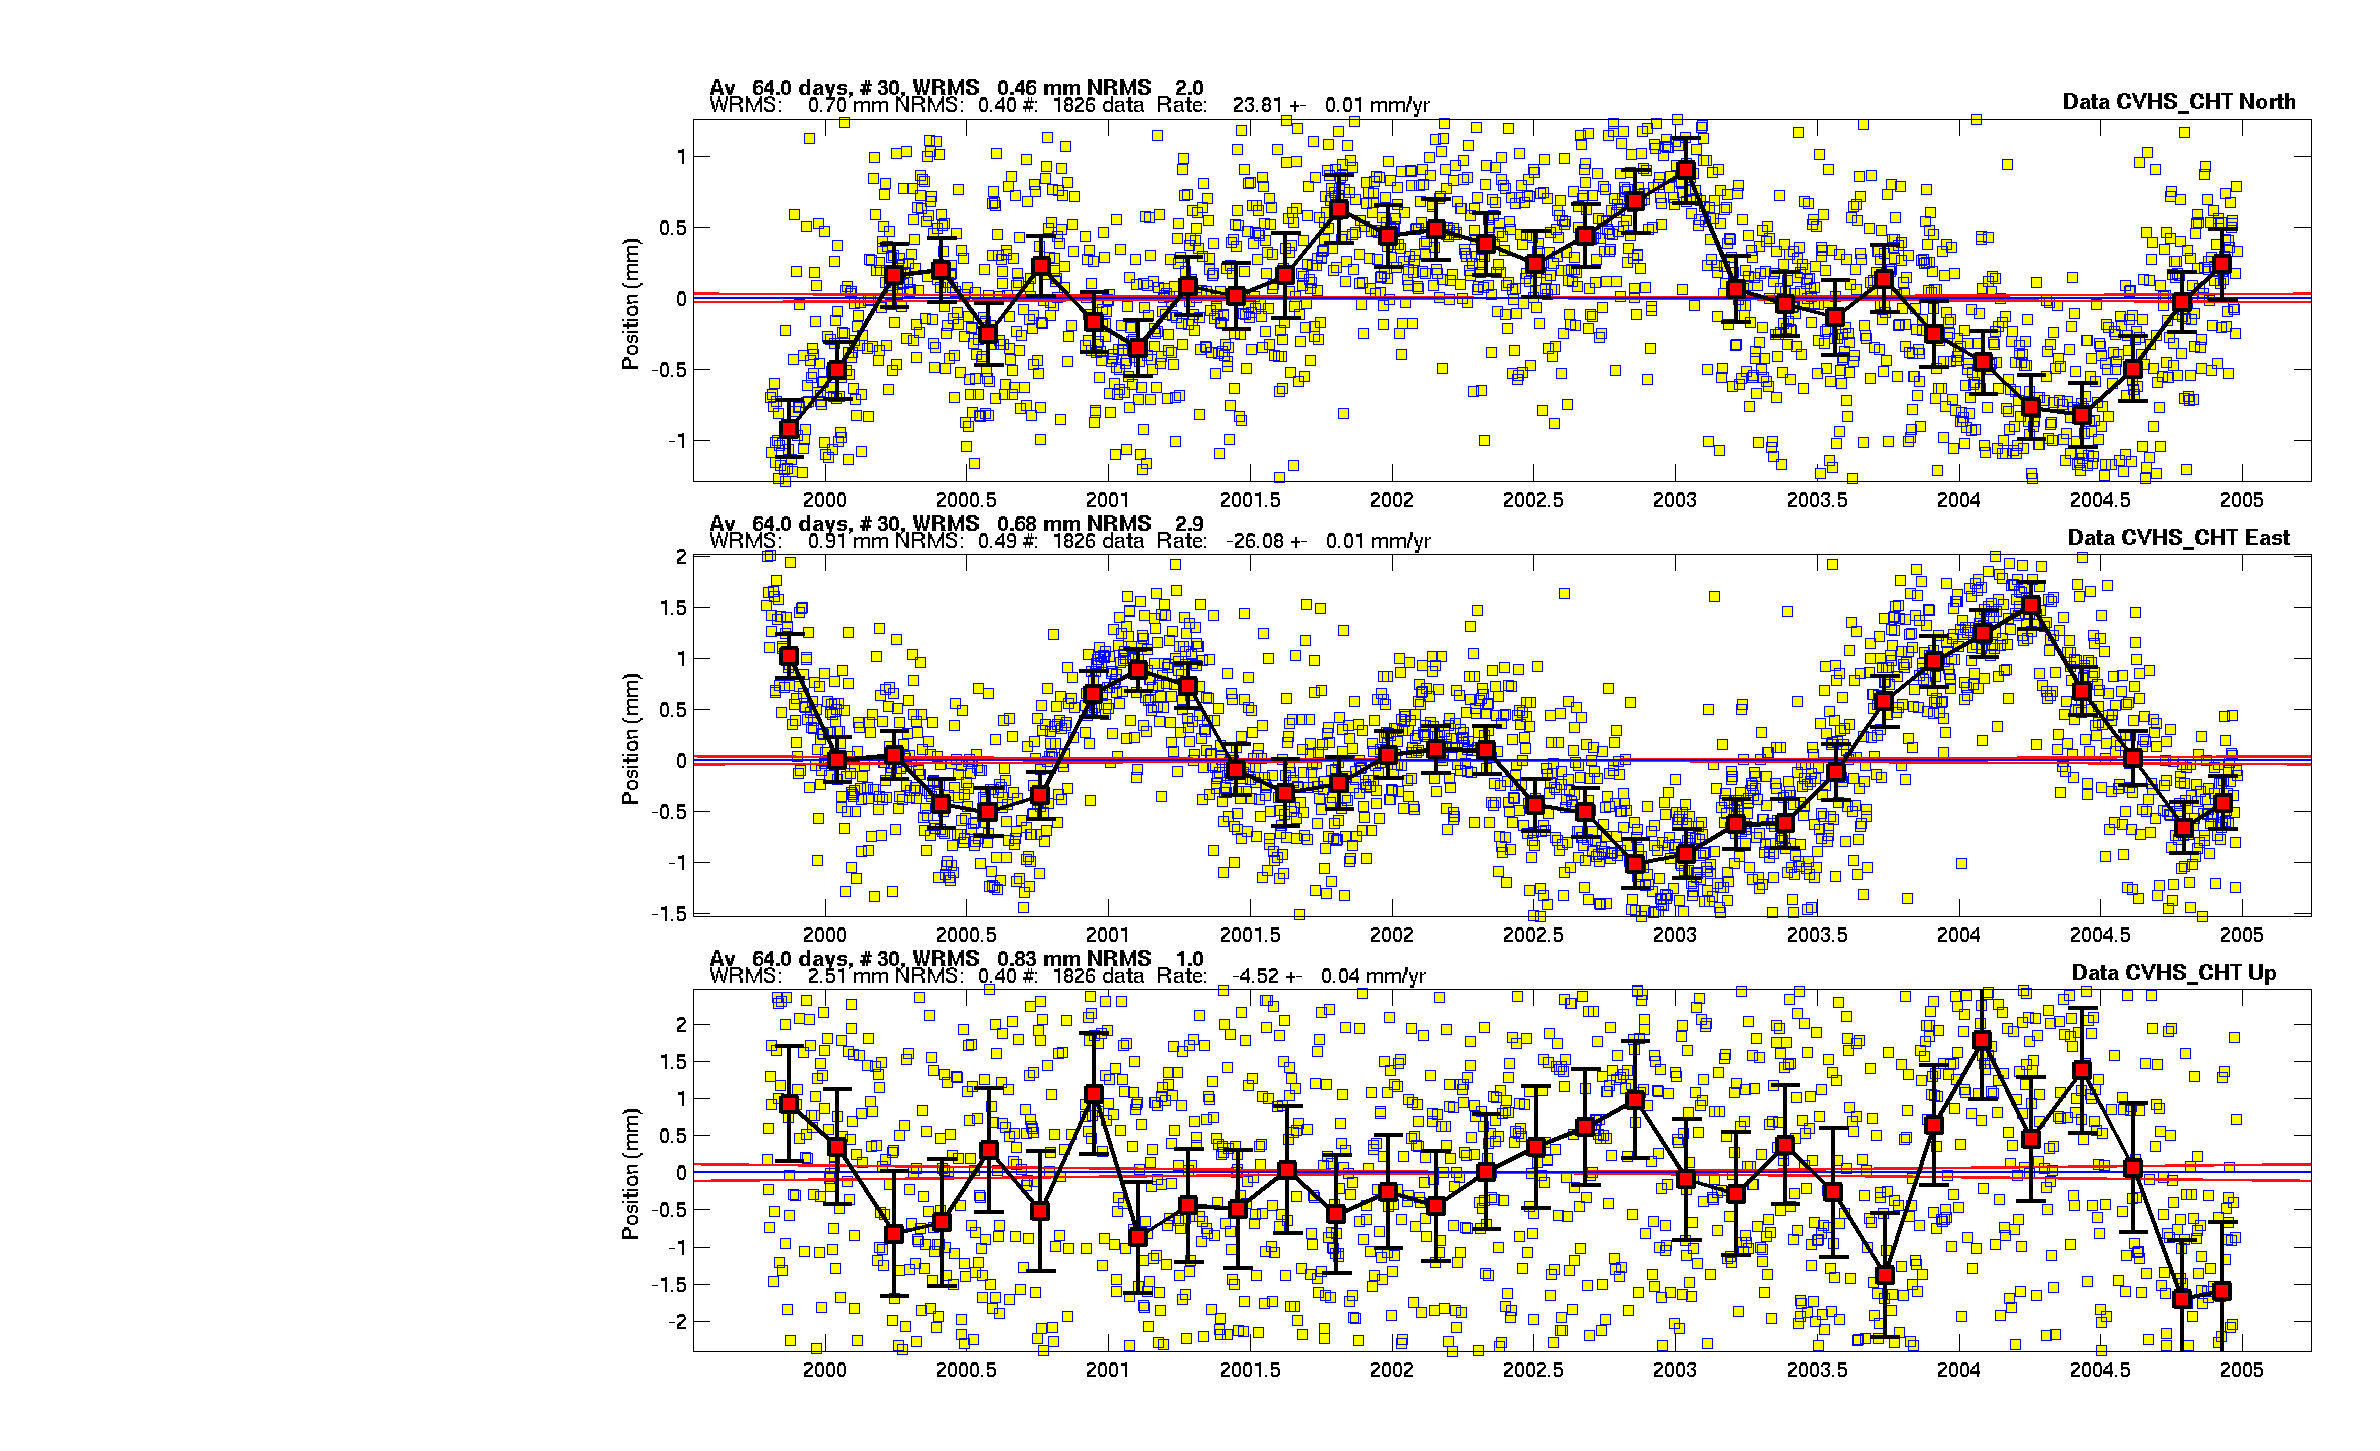 Av 64.0 days, # 30, WRMS 0.46 mm NRMS 2.0
WRMS: 0.70 mm NRMS: 0.40 #: 1826 data Rate: 23.81 +- 0.01 mm/yr
Data CVHS_CHT North
Position (mm)
1
0.5
0
-0.5
-1
2000 2000.5 2001 2001.5 2002 2002.5 2003 2003.5 2004 2004.5 2005
Av 64.0 days, # 30, WRMS 0.68 mm NRMS 2.9
WRMS: 0.91 mm NRMS: 0.49 #: 1826 data Rate: -26.08 +- 0.01 mm/yr
Data CVHS_CHT East
Position (mm)
2
1.5
1
0.5
0
-0.5
-1
-1.5
2000 2000.5 2001 2001.5 2002 2002.5 2003 2003.5 2004 2004.5 2005
Av 64.0 days, # 30, WRMS 0.83 mm NRMS 1.0
WRMS: 2.51 mm NRMS: 0.40 #: 1826 data Rate: -4.52 +- 0.04 mm/yr
Data CVHS_CHT Up
Position (mm)
2
1.5
1
0.5
0
-0.5
-1
-1.5
-2
2000 2000.5 2001 2001.5 2002 2002.5 2003 2003.5 2004 2004.5 2005